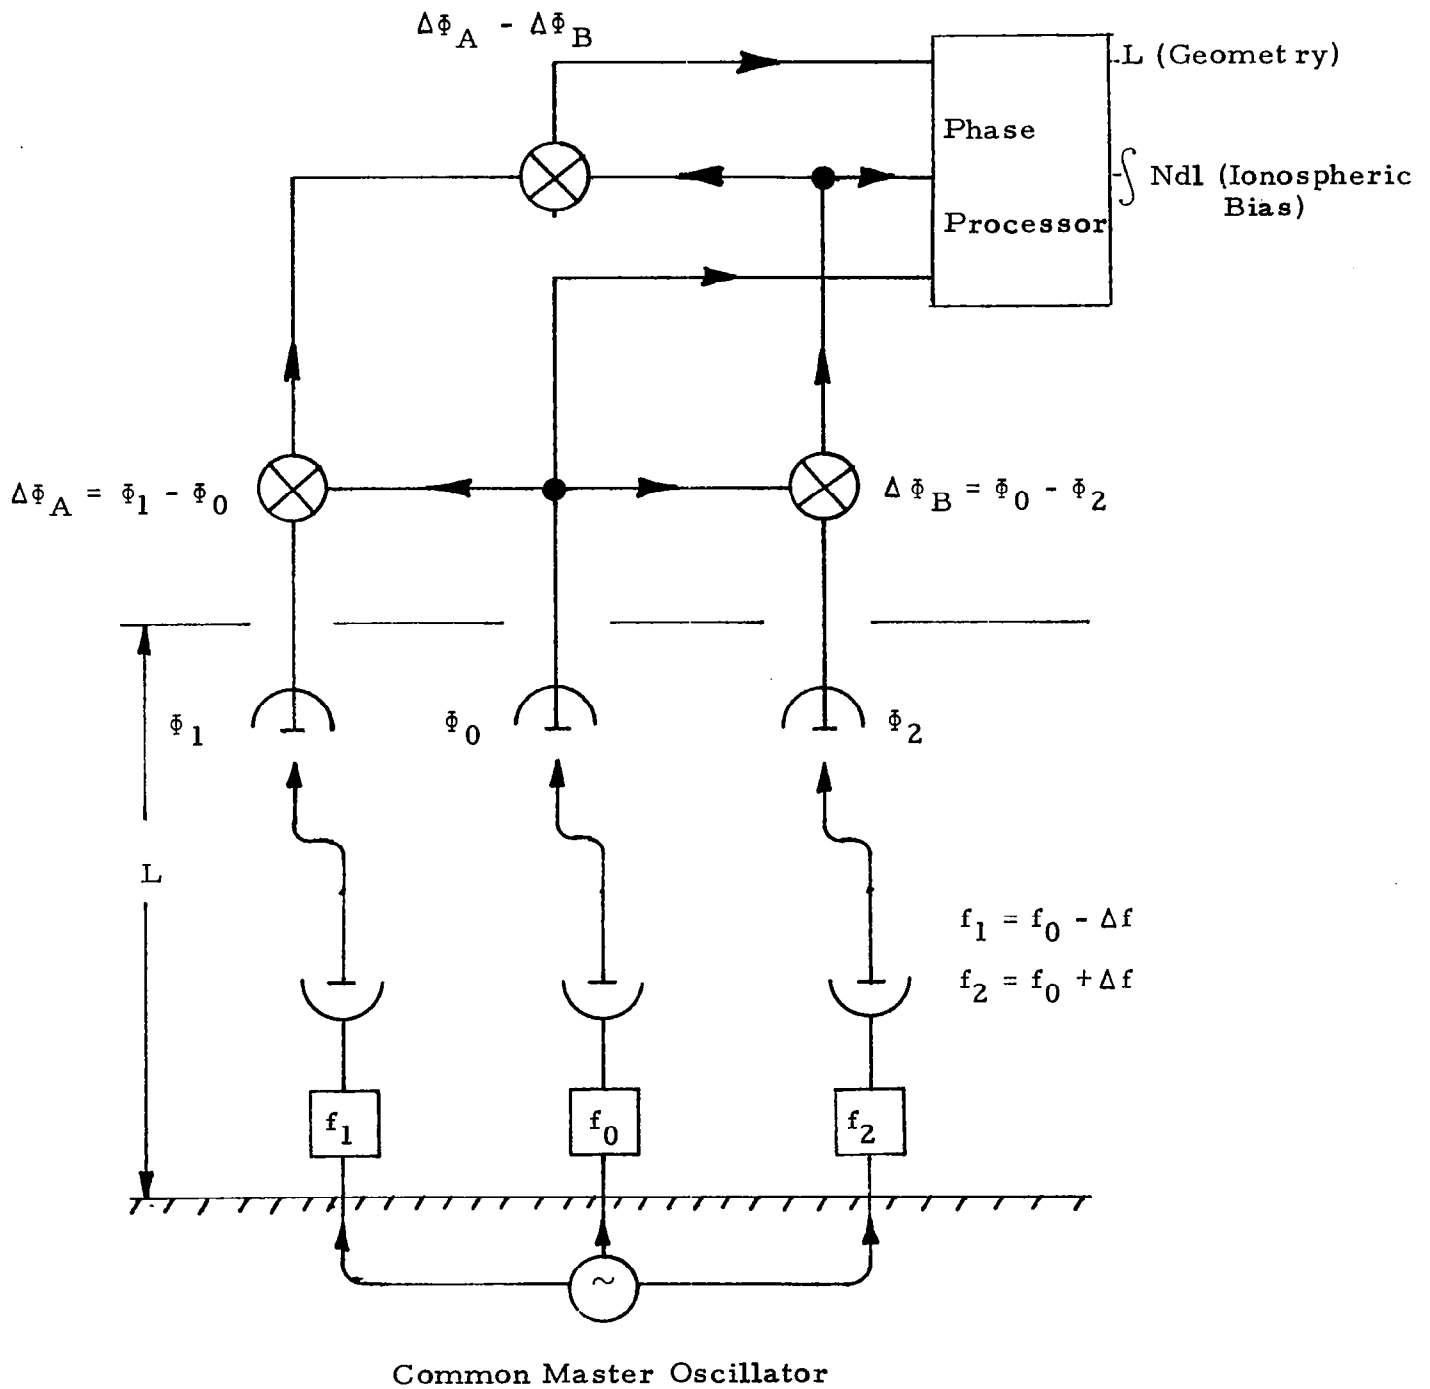 ΔΦA - ΔΦB
L (Geometry)
Phase
∫ Ndl (Ionospheric
Bias)
Processor
ΔΦA = Φ1 - Φ0
ΔΦB = Φ0 - Φ2
Φ1
Φ0
Φ2
L
f1 = f0 - Δf
f2 = f0 + Δf
f1
f0
f2
~
Common Master Oscillator